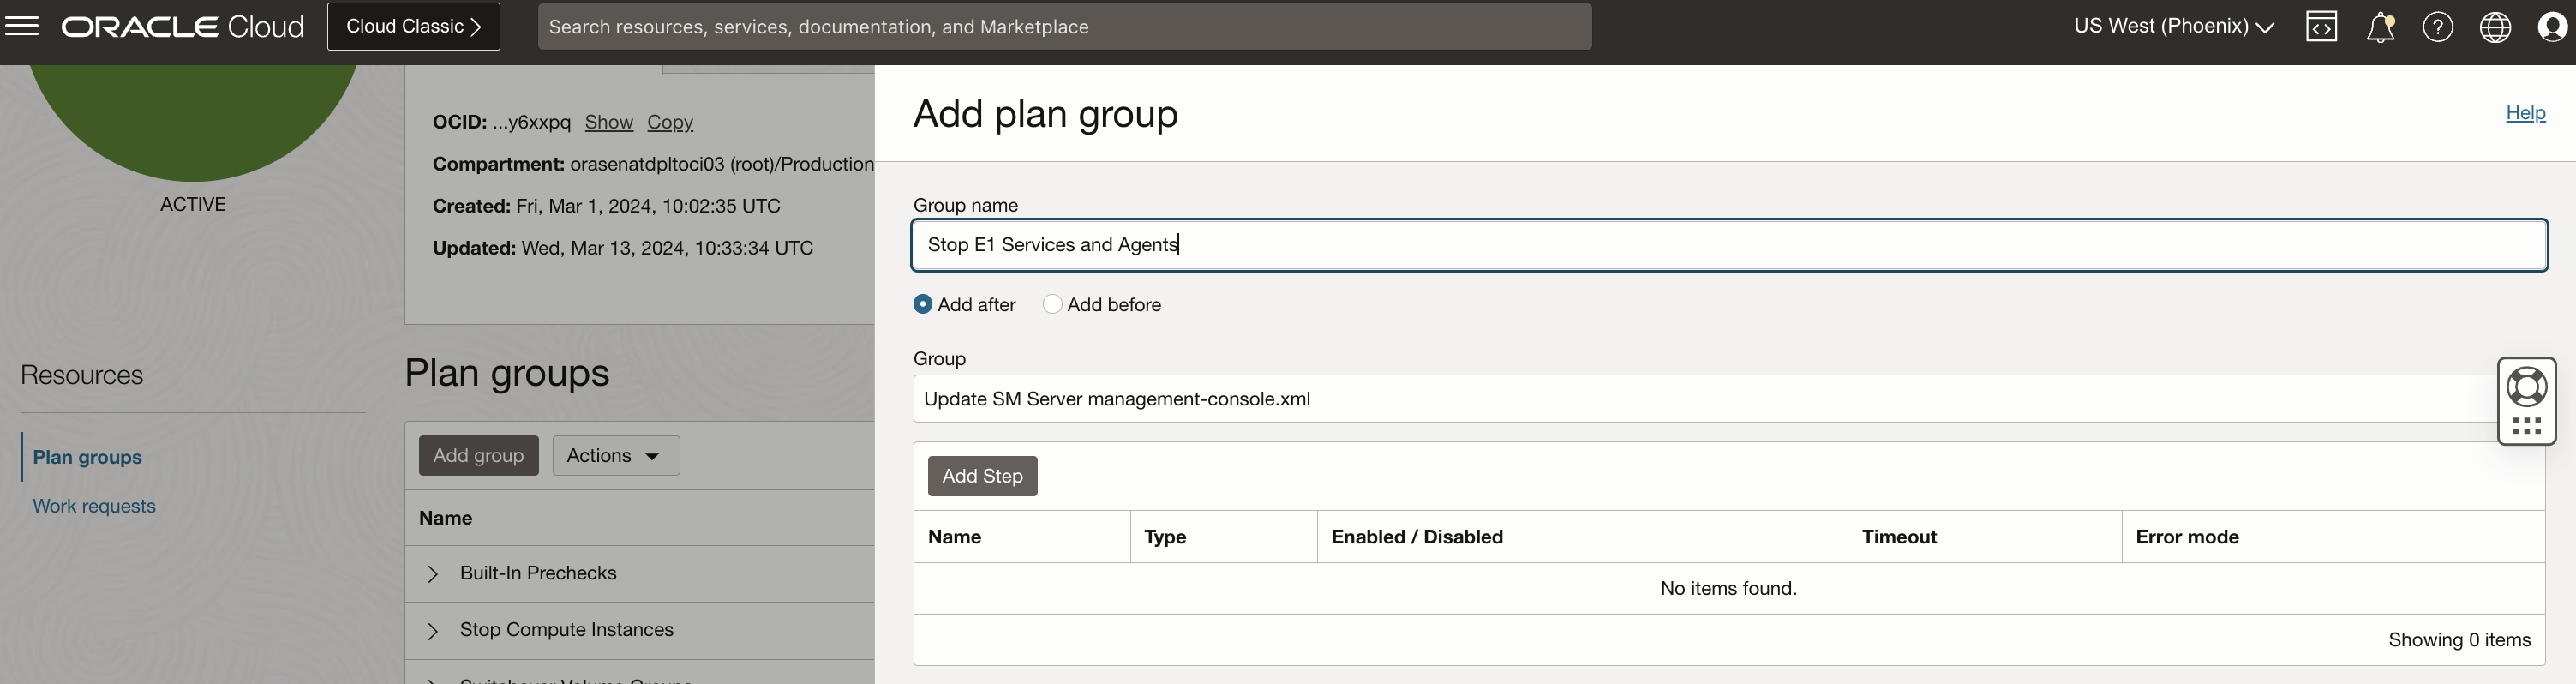 ORACLE Cloud
Cloud Classic
Search resources, services, documentation, and Marketplace
US West (Phoenix)
ACTIVE
OCID: ...y6xxpq Show Copy
Compartment: orasenatdpltoci03 (root)/Production
Created: Fri, Mar 1, 2024, 10:02:35 UTC
Updated: Wed, Mar 13, 2024, 10:33:34 UTC
Resources
Plan groups
Work requests
Plan groups
Add group
Actions
Name
Built-In Prechecks
Stop Compute Instances
Switchover Volume Groups
Add plan group
Help
Group name
Stop E1 Services and Agents
Add after
Add before
Group
Update SM Server management-console.xml
Add Step
Name Type Enabled / Disabled Timeout Error mode
No items found.
Showing 0 items